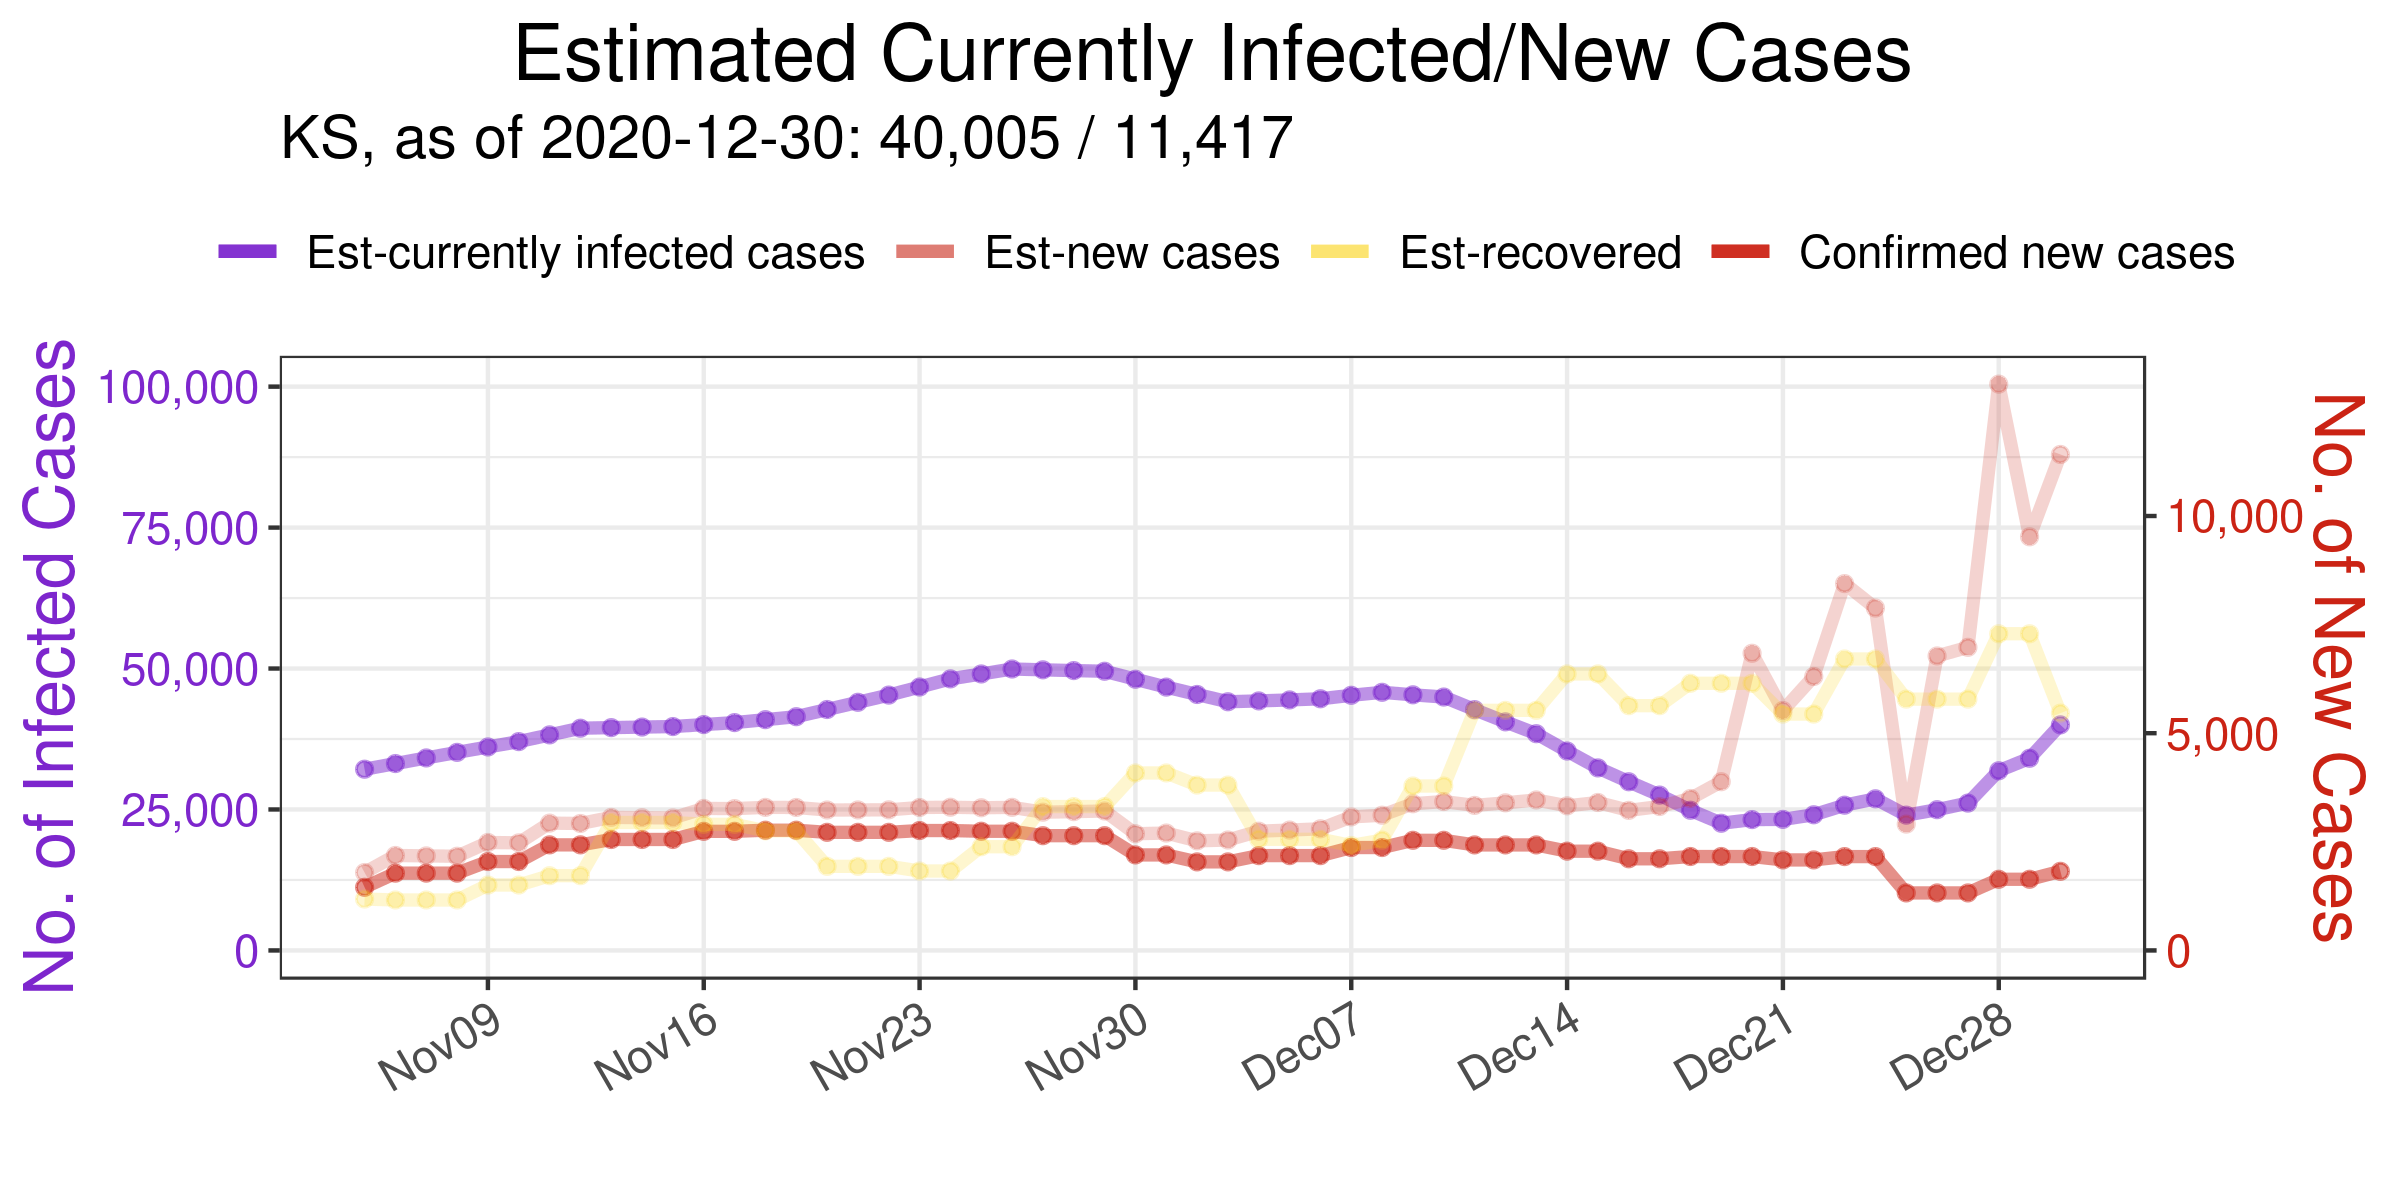 Estimated Currently Infected/New Cases
KS, as of 2020-12-30: 40,005 / 11,417
Est-currently infected cases
Est-new cases
Est-recovered
Confirmed new cases
No. of Infected Cases
100,000
75,000
50,000
25,000
0
10,000
5,000
0
No. of New Cases
Nov09
Nov16
Nov23
Nov30
Dec07
Dec14
Dec21
Dec28